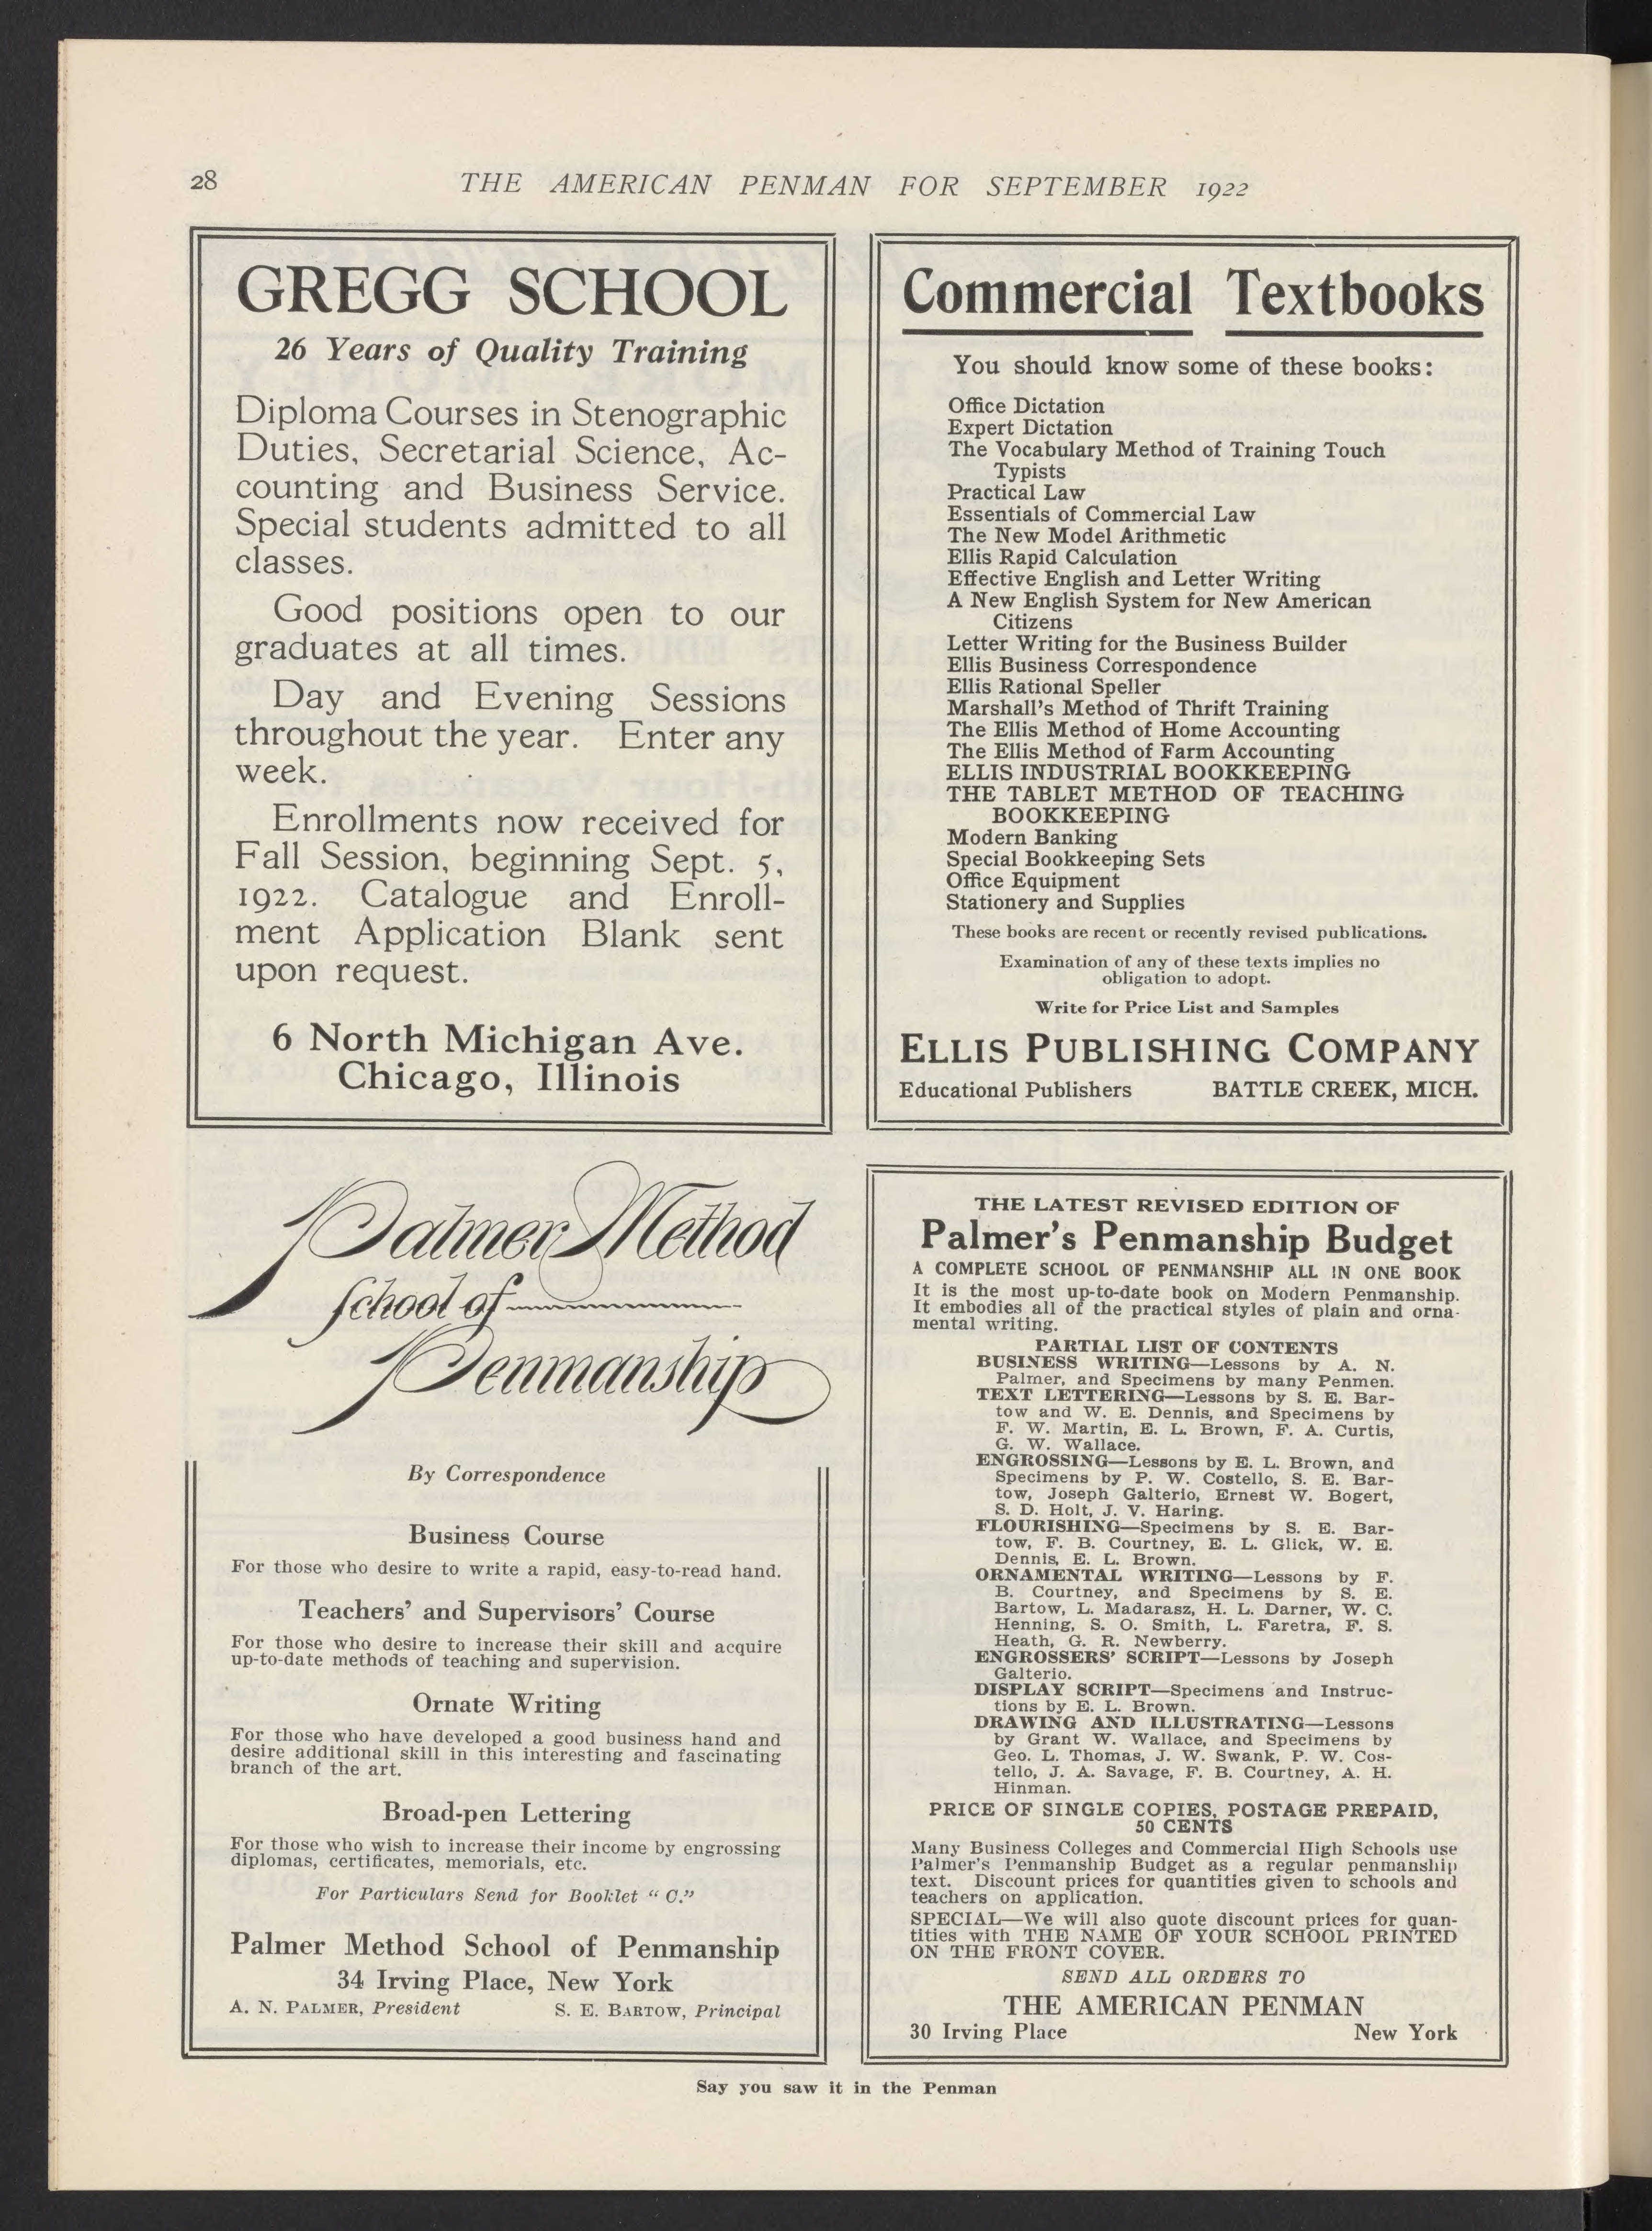 28
THE AMERICAN PENMAN FOR SEPTEMBER 1922
GREGG SCHOOL
26 Years of Quality Training
Diploma Courses in Stenographic
Duties, Secretarial Science, Ac-
counting and Business Service.
Special students admitted to all
classes.
Good positions open to our
graduates at all times.
Day and Evening Sessions
throughout the year. Enter any
week.
Enrollments now received for
Fall Session, beginning Sept. 5,
1922. Catalogue and Enroll-
ment Application Blank sent
upon request.
6 North Michigan Ave.
Chicago, Illinois
Commercial Textbooks
You should know some of these books:
Office Dictation
Expert Dictation
The Vocabulary Method of Training Touch
Typists
Practical Law
Essentials of Commercial Law
The New Model Arithmetic
Ellis Rapid Calculation
Effective English and Letter Writing
A New English System for New American
Citizens
Letter Writing for the Business Builder
Ellis Business Correspondence
Ellis Rational Speller
Marshall's Method of Thrift Training
The Ellis Method of Home Accounting
The Ellis Method of Farm Accounting
ELLIS INDUSTRIAL BOOKKEEPING
THE TABLET METHOD OF TEACHING
BOOKKEEPING
Modern Banking
Special Bookkeeping Sets
Office Equipment
Stationery and Supplies
These books are recent or recently revised publications.
Examination of any of these texts implies no
obligation to adopt.
Write for Price List and Samples
ELLIS PUBLISHING COMPANY
Educational Publishers BATTLE CREEK, MICH.
Palmer Method
School of
Penmanship
By Correspondence
Business Course
For those who desire to write a rapid, easy-to-read hand.
Teachers' and Supervisors' Course
For those who desire to increase their skill and acquire
up-to-date methods of teaching and supervision.
Ornate Writing
For those who have developed a good business hand and
desire additional skill in this interesting and fascinating
branch of the art.
Broad-pen Lettering
For those who wish to increase their income by engrossing
diplomas, certificates, memorials, etc.
For Particulars Send for Booklet "C."
Palmer Method School of Penmanship
34 Irving Place, New York
A. N. PALMER, President S. E. BARTOW, Principal
THE LATEST REVISED EDITION OF
Palmer's Penmanship Budget
A COMPLETE SCHOOL OF PENMANSHIP ALL IN ONE BOOK
It is the most up-to-date book on Modern Penmanship.
It embodies all of the practical styles of plain and orna-
mental writing.
PARTIAL LIST OF CONTENTS
BUSINESS WRITING—Lessons by A. N.
Palmer, and Specimens by many Penmen.
TEXT LETTERING—Lessons by S. E. Bar-
tow and W. E. Dennis, and Specimens by
F. W. Martin, E. L. Brown, F. A. Curtis,
G. W. Wallace.
ENGROSSING—Lessons by E. L. Brown, and
Specimens by P. W. Costello, S. E. Bar-
tow, Joseph Galterio, Ernest W. Bogert,
S. D. Holt, J. V. Haring.
FLOURISHING—Specimens by S. E. Bar-
tow, F. B. Courtney, E. L. Glick, W. E.
Dennis, E. L. Brown.
ORNAMENTAL WRITING—Lessons by F.
B. Courtney, and Specimens by S. E.
Bartow, L. Madarasz, H. L. Darner, W. C.
Henning, S. O. Smith, L. Faretra, F. S.
Heath, G. R. Newberry.
ENGROSSERS' SCRIPT—Lessons by Joseph
Galterio.
DISPLAY SCRIPT—Specimens and Instruc-
tions by E. L. Brown.
DRAWING AND ILLUSTRATING—Lessons
by Grant W. Wallace, and Specimens by
Geo. L. Thomas, J. W. Swank, P. W. Cos-
tello, J. A. Savage, F. B. Courtney, A. H.
Hinman.
PRICE OF SINGLE COPIES, POSTAGE PREPAID,
50 CENTS
Many Business Colleges and Commercial High Schools use
Palmer's Penmanship Budget as a regular penmanship
text. Discount prices for quantities given to schools and
teachers on application.
SPECIAL—We will also quote discount prices for quan-
tities with THE NAME OF YOUR SCHOOL PRINTED
ON THE FRONT COVER.
SEND ALL ORDERS TO
THE AMERICAN PENMAN
30 Irving Place New York
Say you saw it in the Penman